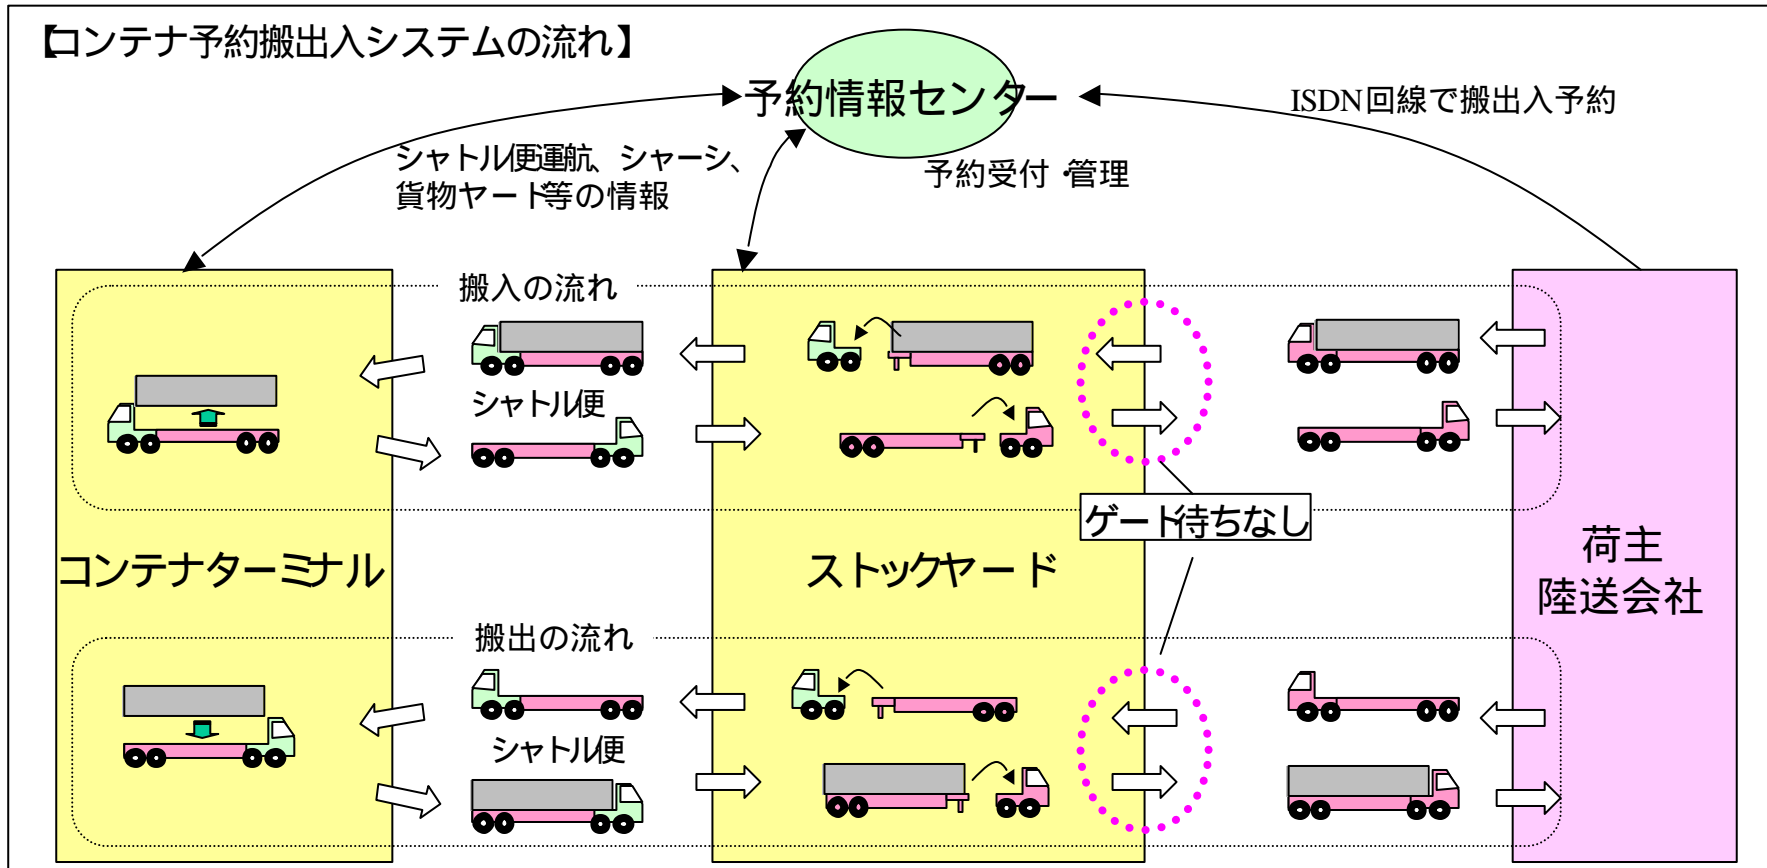 【コンテナ予約搬出入システムの流れ】
予約情報センター
ISDN回線で搬出入予約
シャトル便運航、シャーシ、
貨物ヤード等の情報
予約受付・管理
搬入の流れ
シャトル便
ゲート待ちなし
コンテナターミナル
ストックヤード
荷主
陸送会社
搬出の流れ
シャトル便